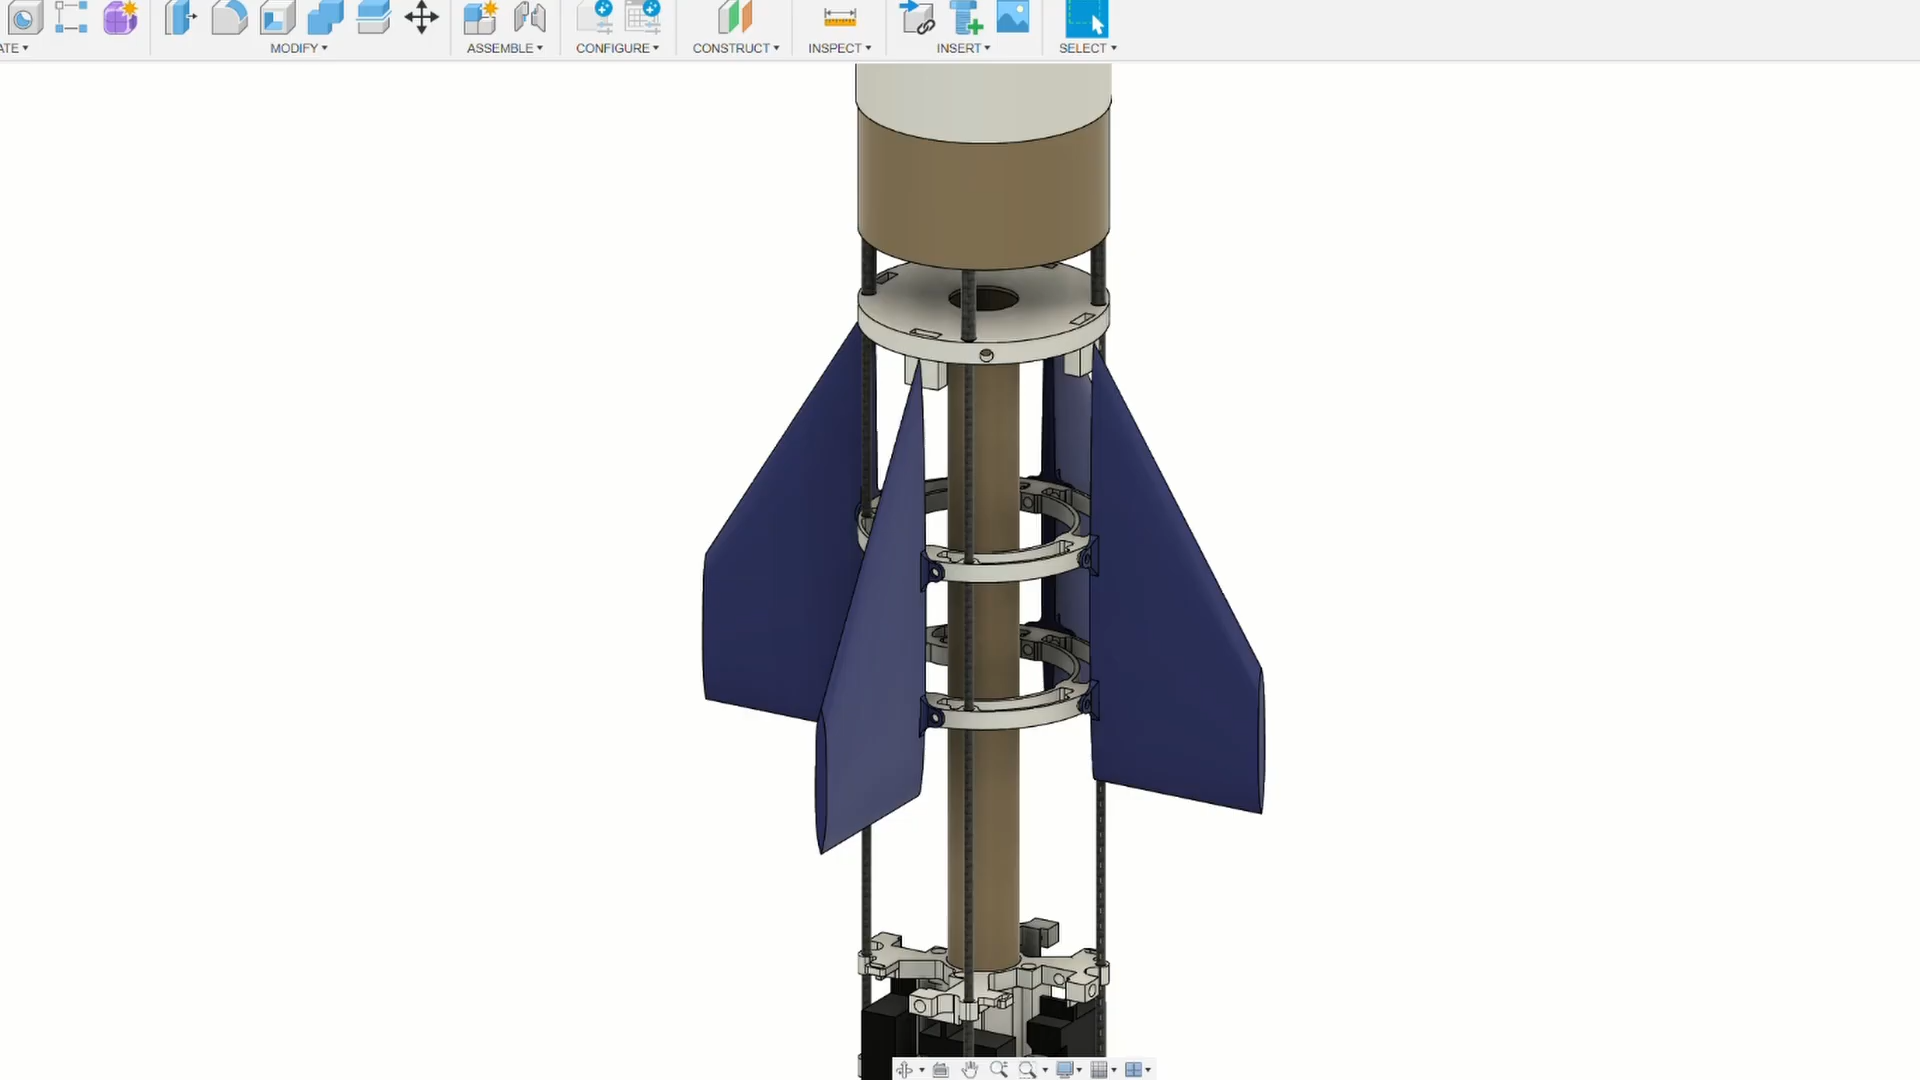 ATE▾ MODIFY▾ ASSEMBLE▾ CONFIGURE▾ CONSTRUCT▾ INSPECT▾ INSERT▾ SELECT▾